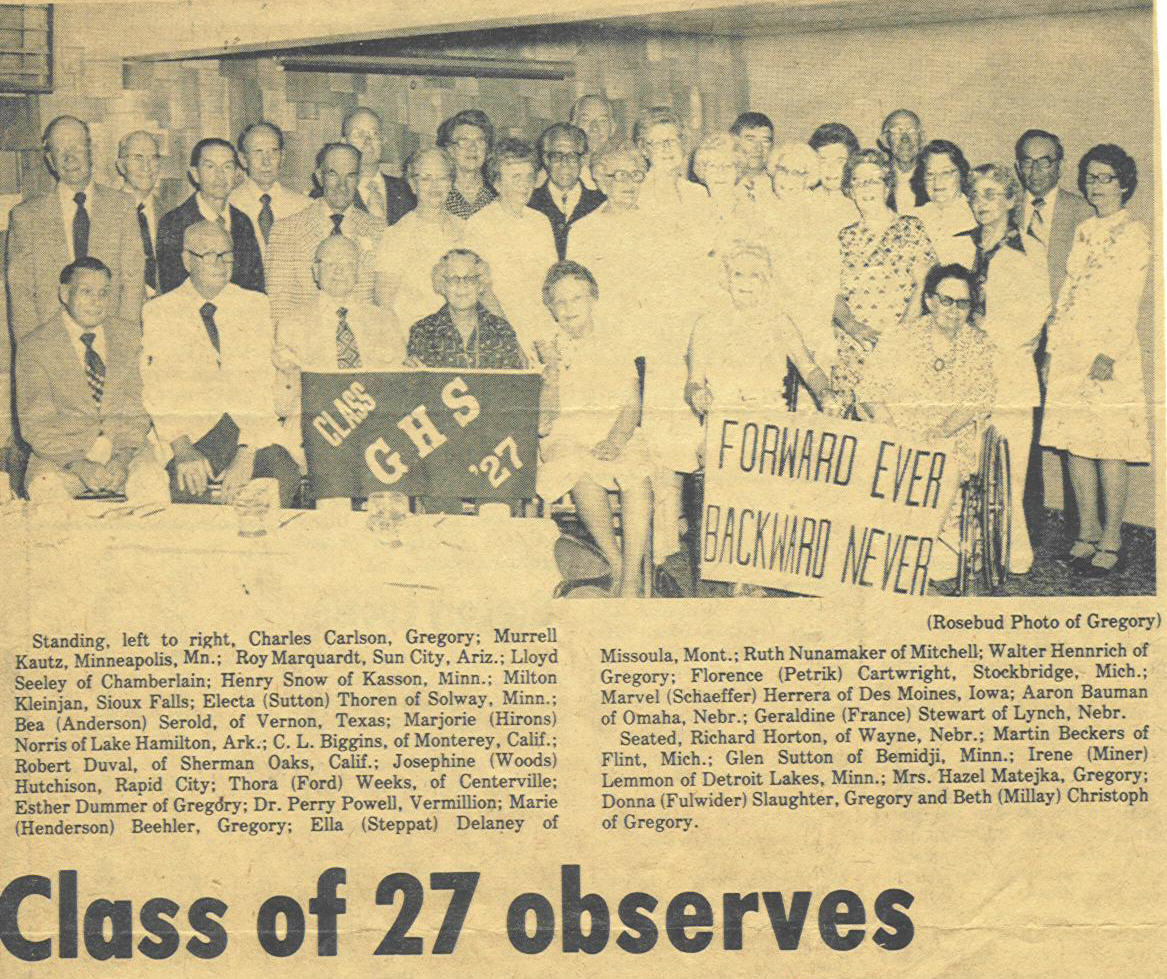 CLASS
GHS
'27
FORWARD EVER
BACKWARD NEVER
(Rosebud Photo of Gregory)
Standing, left to right, Charles Carlson, Gregory; Murrell
Kautz, Minneapolis, Mn.; Roy Marquardt, Sun City, Ariz.; Lloyd
Seeley of Chamberlain; Henry Snow of Kasson, Minn.; Milton
Kleinjan, Sioux Falls; Electa (Sutton) Thoren of Solway, Minn.;
Bea (Anderson) Serold, of Vernon, Texas; Marjorie (Hirons)
Norris of Lake Hamilton, Ark.; C. L. Biggins, of Monterey, Calif.;
Robert Duval, of Sherman Oaks, Calif.; Josephine (Woods)
Hutchison, Rapid City; Thora (Ford) Weeks, of Centerville;
Esther Dummer of Gregory; Dr. Perry Powell, Vermillion; Marie
(Henderson) Beehler, Gregory; Ella (Steppat) Delaney of
Missoula, Mont.; Ruth Nunamaker of Mitchell; Walter Hennrich of
Gregory; Florence (Petrik) Cartwright, Stockbridge, Mich.;
Marvel (Schaeffer) Herrera of Des Moines, Iowa; Aaron Bauman
of Omaha, Nebr.; Geraldine (France) Stewart of Lynch, Nebr.
Seated, Richard Horton, of Wayne, Nebr.; Martin Beckers of
Flint, Mich.; Glen Sutton of Bemidji, Minn.; Irene (Miner)
Lemmon of Detroit Lakes, Minn.; Mrs. Hazel Matejka, Gregory;
Donna (Fulwider) Slaughter, Gregory and Beth (Millay) Christoph
of Gregory.
Class of 27 observes